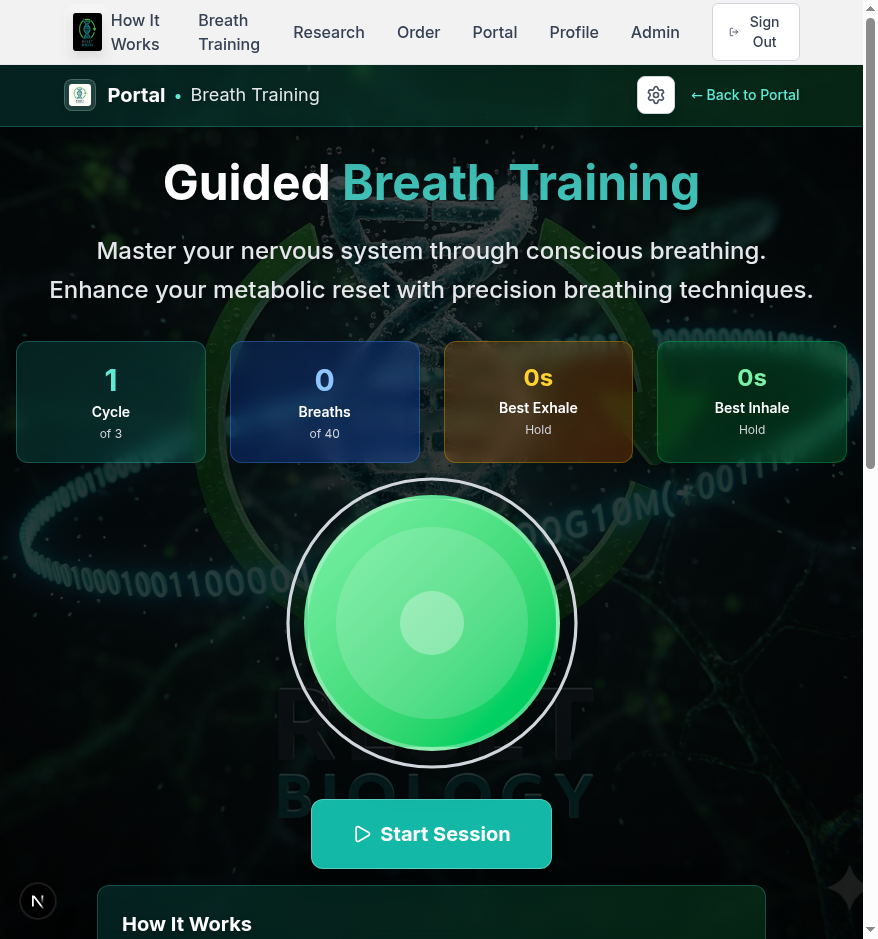 How It Works
Breath Training
Research
Order
Portal
Profile
Admin
Sign Out
Portal • Breath Training
← Back to Portal
Guided Breath Training
Master your nervous system through conscious breathing.
Enhance your metabolic reset with precision breathing techniques.
1
Cycle
of 3
0
Breaths
of 40
0s
Best Exhale
Hold
0s
Best Inhale
Hold
BIOLOGY
Start Session
N
How It Works